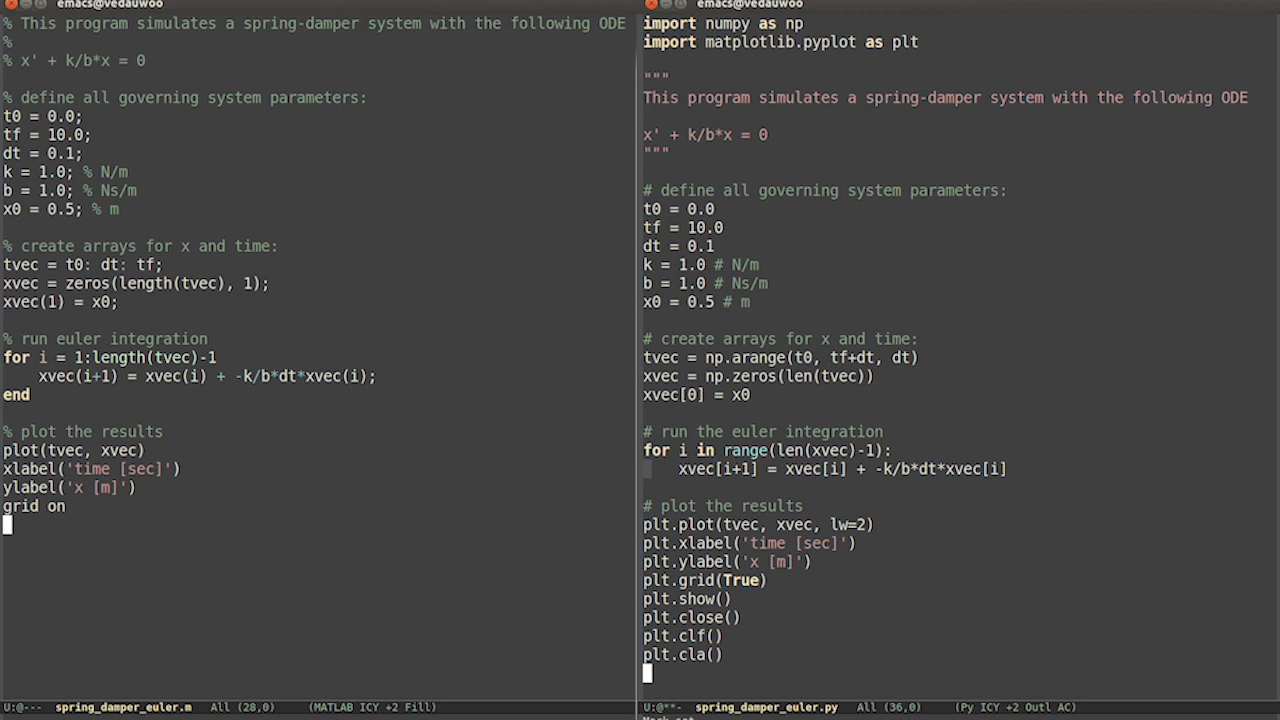 emacs@vedauwoo
% This program simulates a spring-damper system with the following ODE
%
% x' + k/b*x = 0
% define all governing system parameters:
t0 = 0.0;
tf = 10.0;
dt = 0.1;
k = 1.0; % N/m
b = 1.0; % Ns/m
x0 = 0.5; % m
% create arrays for x and time:
tvec = t0: dt: tf;
xvec = zeros(length(tvec), 1);
xvec(1) = x0;
% run euler integration
for i = 1:length(tvec)-1
    xvec(i+1) = xvec(i) + -k/b*dt*xvec(i);
end
% plot the results
plot(tvec, xvec)
xlabel('time [sec]')
ylabel('x [m]')
grid on
U:@---  spring_damper_euler.m   All (28,0)    (MATLAB ICY +2 Fill)
emacs@vedauwoo
import numpy as np
import matplotlib.pyplot as plt
"""
This program simulates a spring-damper system with the following ODE
x' + k/b*x = 0
"""
# define all governing system parameters:
t0 = 0.0
tf = 10.0
dt = 0.1
k = 1.0 # N/m
b = 1.0 # Ns/m
x0 = 0.5 # m
# create arrays for x and time:
tvec = np.arange(t0, tf+dt, dt)
xvec = np.zeros(len(tvec))
xvec[0] = x0
# run the euler integration
for i in range(len(xvec)-1):
    xvec[i+1] = xvec[i] + -k/b*dt*xvec[i]
# plot the results
plt.plot(tvec, xvec, lw=2)
plt.xlabel('time [sec]')
plt.ylabel('x [m]')
plt.grid(True)
plt.show()
plt.close()
plt.clf()
plt.cla()
U:@**-  spring_damper_euler.py   All (36,0)    (Py ICY +2 Outl AC)
Mark set